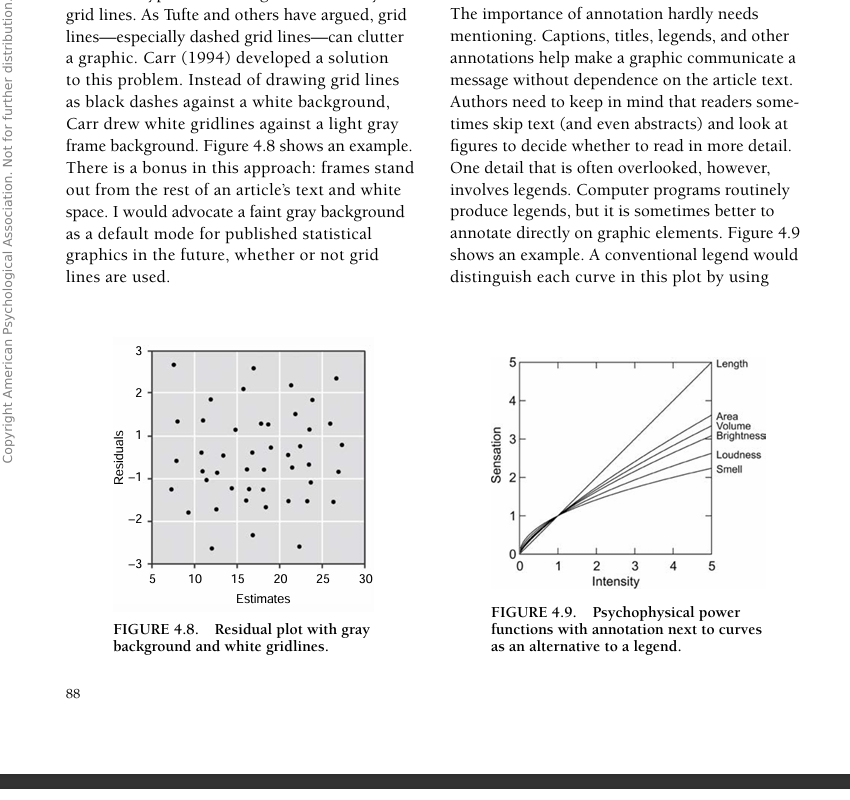 grid lines. As Tufte and others have argued, grid
lines—especially dashed grid lines—can clutter
a graphic. Carr (1994) developed a solution
to this problem. Instead of drawing grid lines
as black dashes against a white background,
Carr drew white gridlines against a light gray
frame background. Figure 4.8 shows an example.
There is a bonus in this approach: frames stand
out from the rest of an article's text and white
space. I would advocate a faint gray background
as a default mode for published statistical
graphics in the future, whether or not grid
lines are used.
The importance of annotation hardly needs
mentioning. Captions, titles, legends, and other
annotations help make a graphic communicate a
message without dependence on the article text.
Authors need to keep in mind that readers some-
times skip text (and even abstracts) and look at
figures to decide whether to read in more detail.
One detail that is often overlooked, however,
involves legends. Computer programs routinely
produce legends, but it is sometimes better to
annotate directly on graphic elements. Figure 4.9
shows an example. A conventional legend would
distinguish each curve in this plot by using
3
2
1
−1
−2
−3
Residuals
5 10 15 20 25 30
Estimates
FIGURE 4.8. Residual plot with gray
background and white gridlines.
5
4
3
2
1
0
Sensation
Length
Area
Volume
Brightness
Loudness
Smell
0 1 2 3 4 5
Intensity
FIGURE 4.9. Psychophysical power
functions with annotation next to curves
as an alternative to a legend.
88
Copyright American Psychological Association. Not for further distribution.